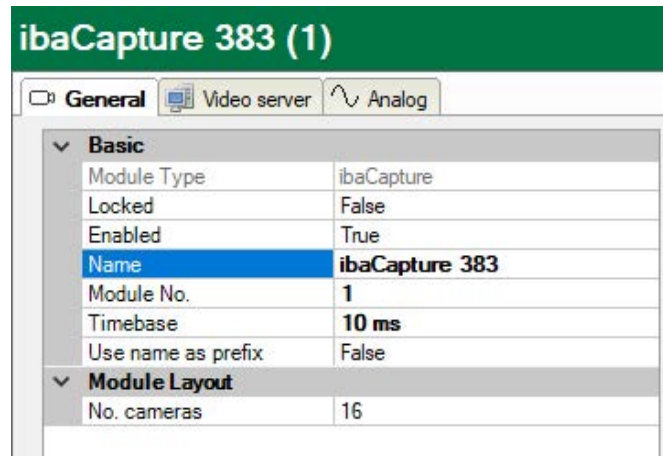 ibaCapture 383 (1)
General Video server Analog
Basic
Module Type ibaCapture
Locked False
Enabled True
Name ibaCapture 383
Module No. 1
Timebase 10 ms
Use name as prefix False
Module Layout
No. cameras 16